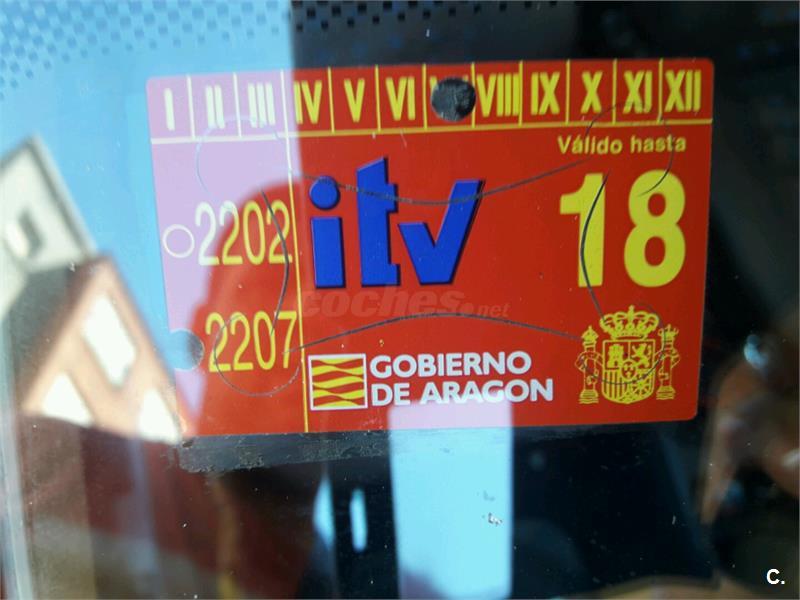 I II III IV V VI VIII IX X XI XII
Válido hasta
2202 itv 18
2207
coches.net
GOBIERNO
DE ARAGON
C.